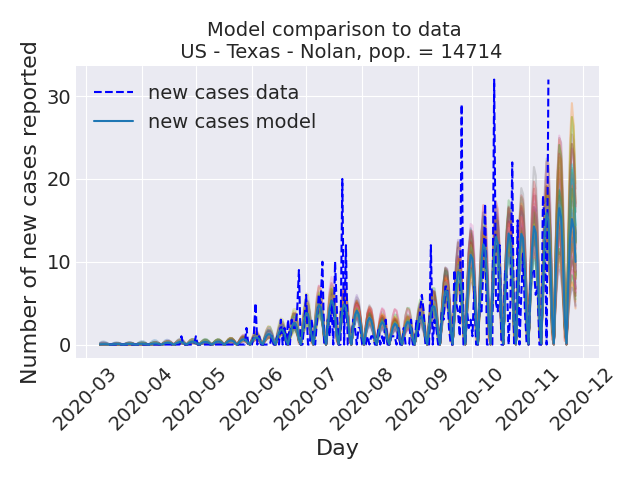 Model comparison to data
US - Texas - Nolan, pop. = 14714
Number of new cases reported
30
20
10
0
new cases data
new cases model
2020-03
2020-04
2020-05
2020-06
2020-07
2020-08
2020-09
2020-10
2020-11
2020-12
Day